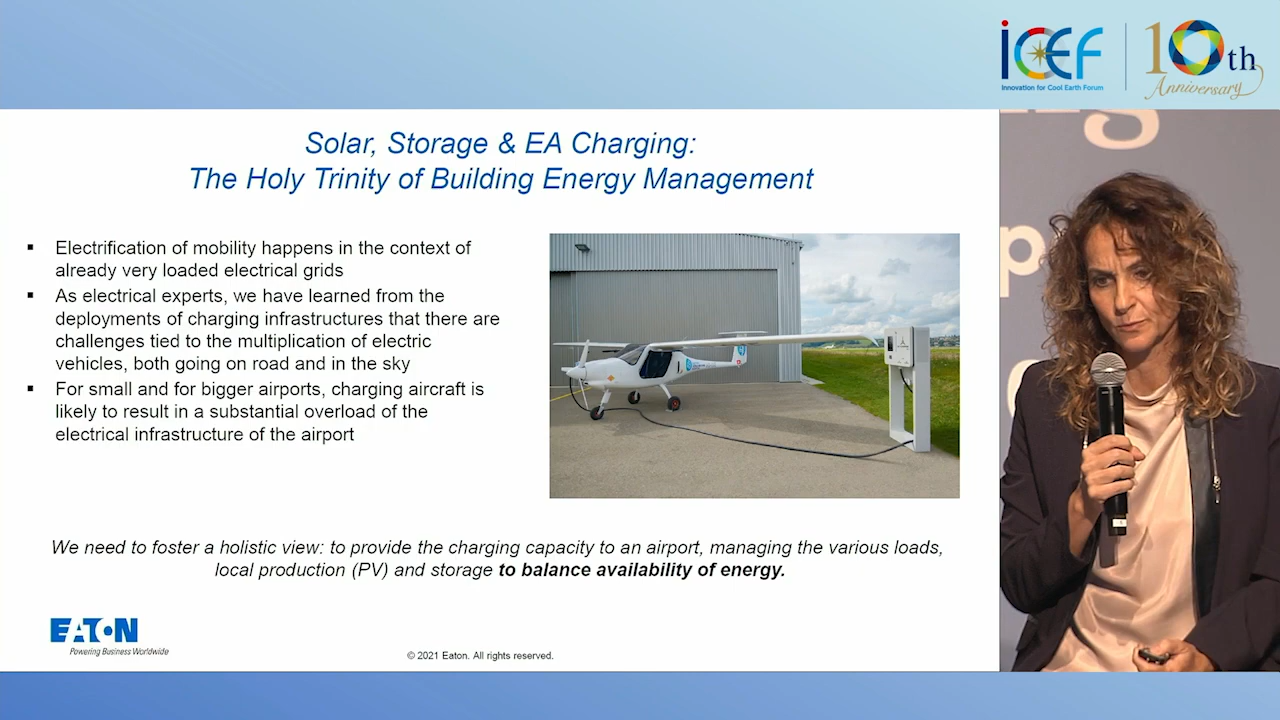 iCEF
Innovation for Cool Earth Forum
10th
Anniversary
Solar, Storage & EA Charging:
The Holy Trinity of Building Energy Management
▪ Electrification of mobility happens in the context of
already very loaded electrical grids
▪ As electrical experts, we have learned from the
deployments of charging infrastructures that there are
challenges tied to the multiplication of electric
vehicles, both going on road and in the sky
▪ For small and for bigger airports, charging aircraft is
likely to result in a substantial overload of the
electrical infrastructure of the airport
We need to foster a holistic view: to provide the charging capacity to an airport, managing the various loads,
local production (PV) and storage to balance availability of energy.
EATON
Powering Business Worldwide
© 2021 Eaton. All rights reserved.